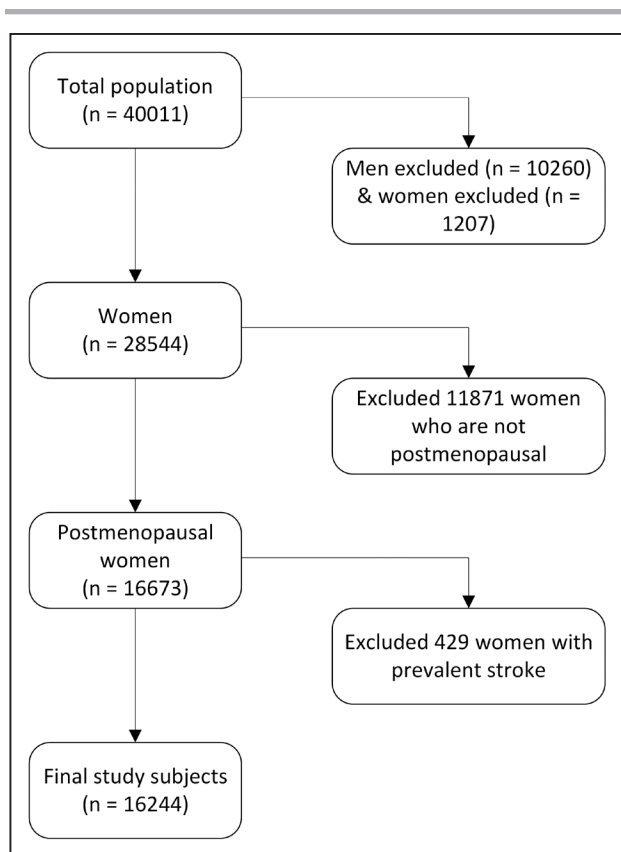 Total population
(n = 40011)
Men excluded (n = 10260)
& women excluded (n =
1207)
Women
(n = 28544)
Excluded 11871 women
who are not
postmenopausal
Postmenopausal
women
(n = 16673)
Excluded 429 women with
prevalent stroke
Final study subjects
(n = 16244)